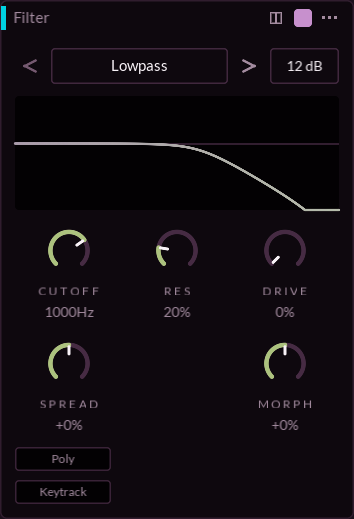 Filter
< Lowpass > 12 dB
CUTOFF RES DRIVE
1000Hz 20% 0%
SPREAD MORPH
+0% +0%
Poly
Keytrack